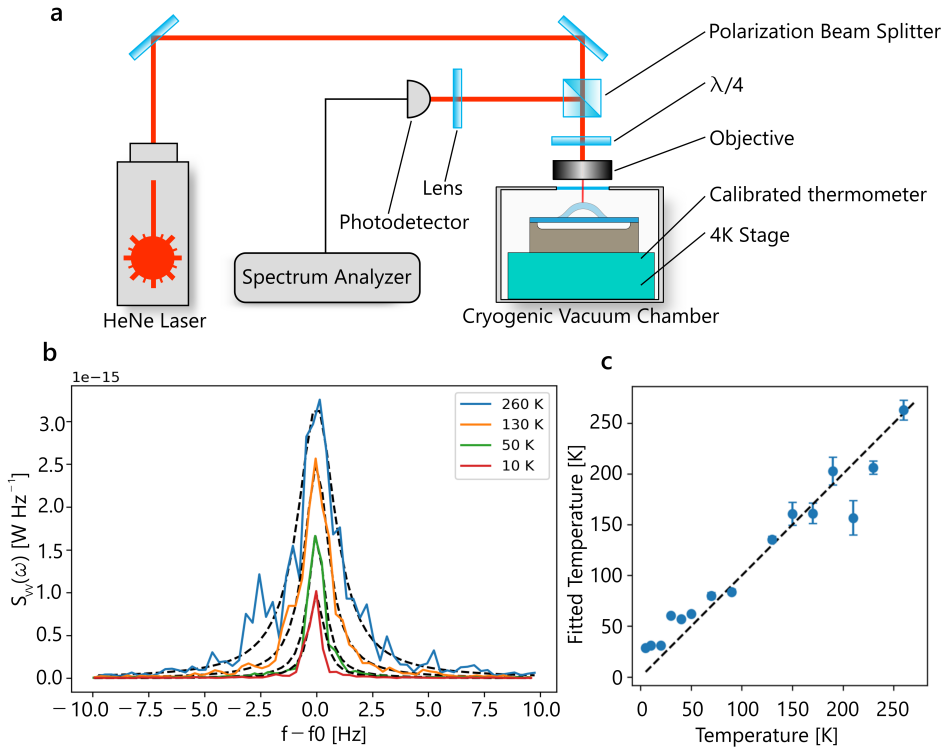 a
Polarization Beam Splitter
λ/4
Objective
Lens
Calibrated thermometer
Photodetector
4K Stage
Spectrum Analyzer
HeNe Laser
Cryogenic Vacuum Chamber
b
1e−15
S_W(ω) [W Hz⁻¹]
3.0
2.5
1.5
1.0
0.5
0.0
260 K
130 K
50 K
10 K
−10.0 −7.5 −5.0 −2.5 0.0 2.5 5.0 7.5 10.0
f − f0 [Hz]
c
Fitted Temperature [K]
250
200
150
100
50
0
0 50 100 150 200 250
Temperature [K]